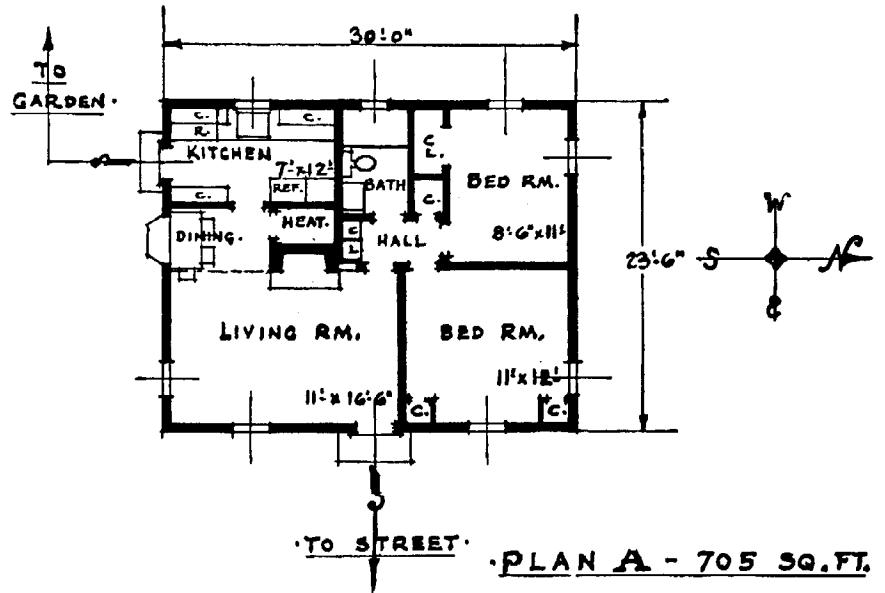 30'-0"
TO
GARDEN.
C.
C.
R.
KITCHEN
7'-x12'-
C.
L.
BED RM.
REF.
BATH
C.
C.
DINING.
HEAT.
C
L
HALL
8'-6"x11'-
23'-6"
W
S
N
E
LIVING RM.
BED RM.
11'-x16'-6"
11'-x12'-
C.
C.
·TO STREET·
·PLAN A - 705 SQ.FT.